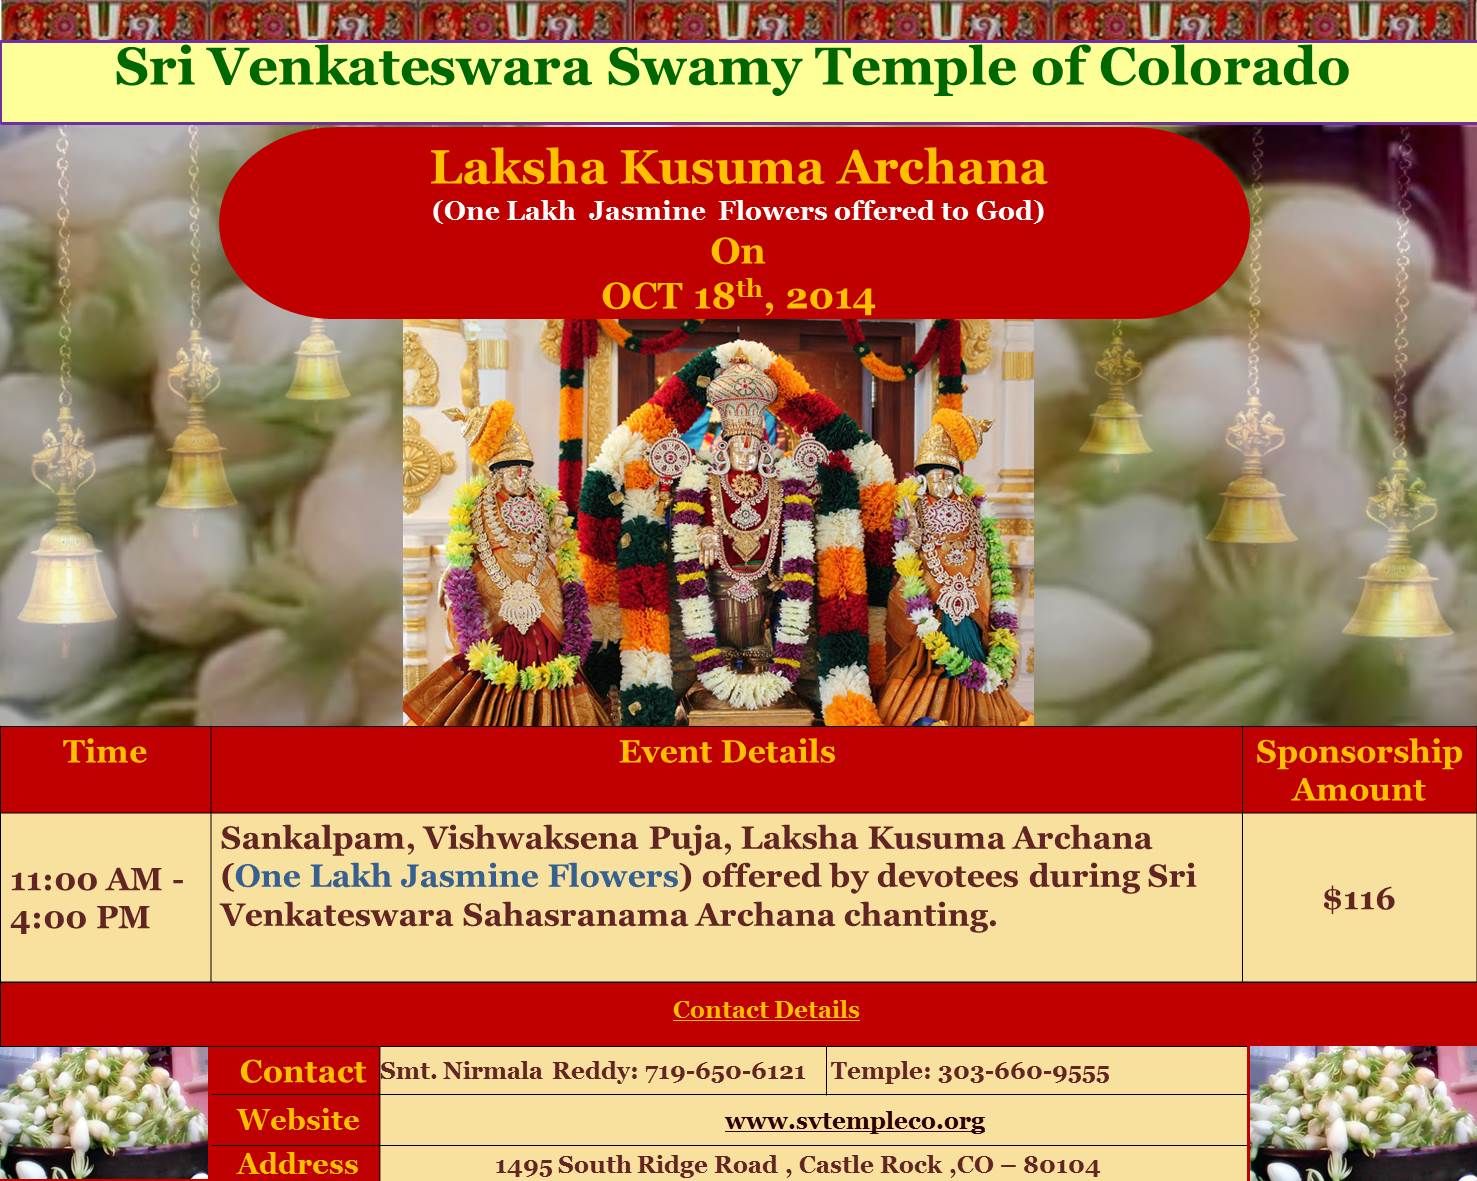 Sri Venkateswara Swamy Temple of Colorado
Laksha Kusuma Archana
(One Lakh Jasmine Flowers offered to God)
On
OCT 18th, 2014
Time
Event Details
Sponsorship
Amount
11:00 AM -
4:00 PM
Sankalpam, Vishwaksena Puja, Laksha Kusuma Archana
(One Lakh Jasmine Flowers) offered by devotees during Sri
Venkateswara Sahasranama Archana chanting.
$116
Contact Details
Contact Smt. Nirmala Reddy: 719-650-6121 Temple: 303-660-9555
Website www.svtempleco.org
Address 1495 South Ridge Road , Castle Rock ,CO – 80104